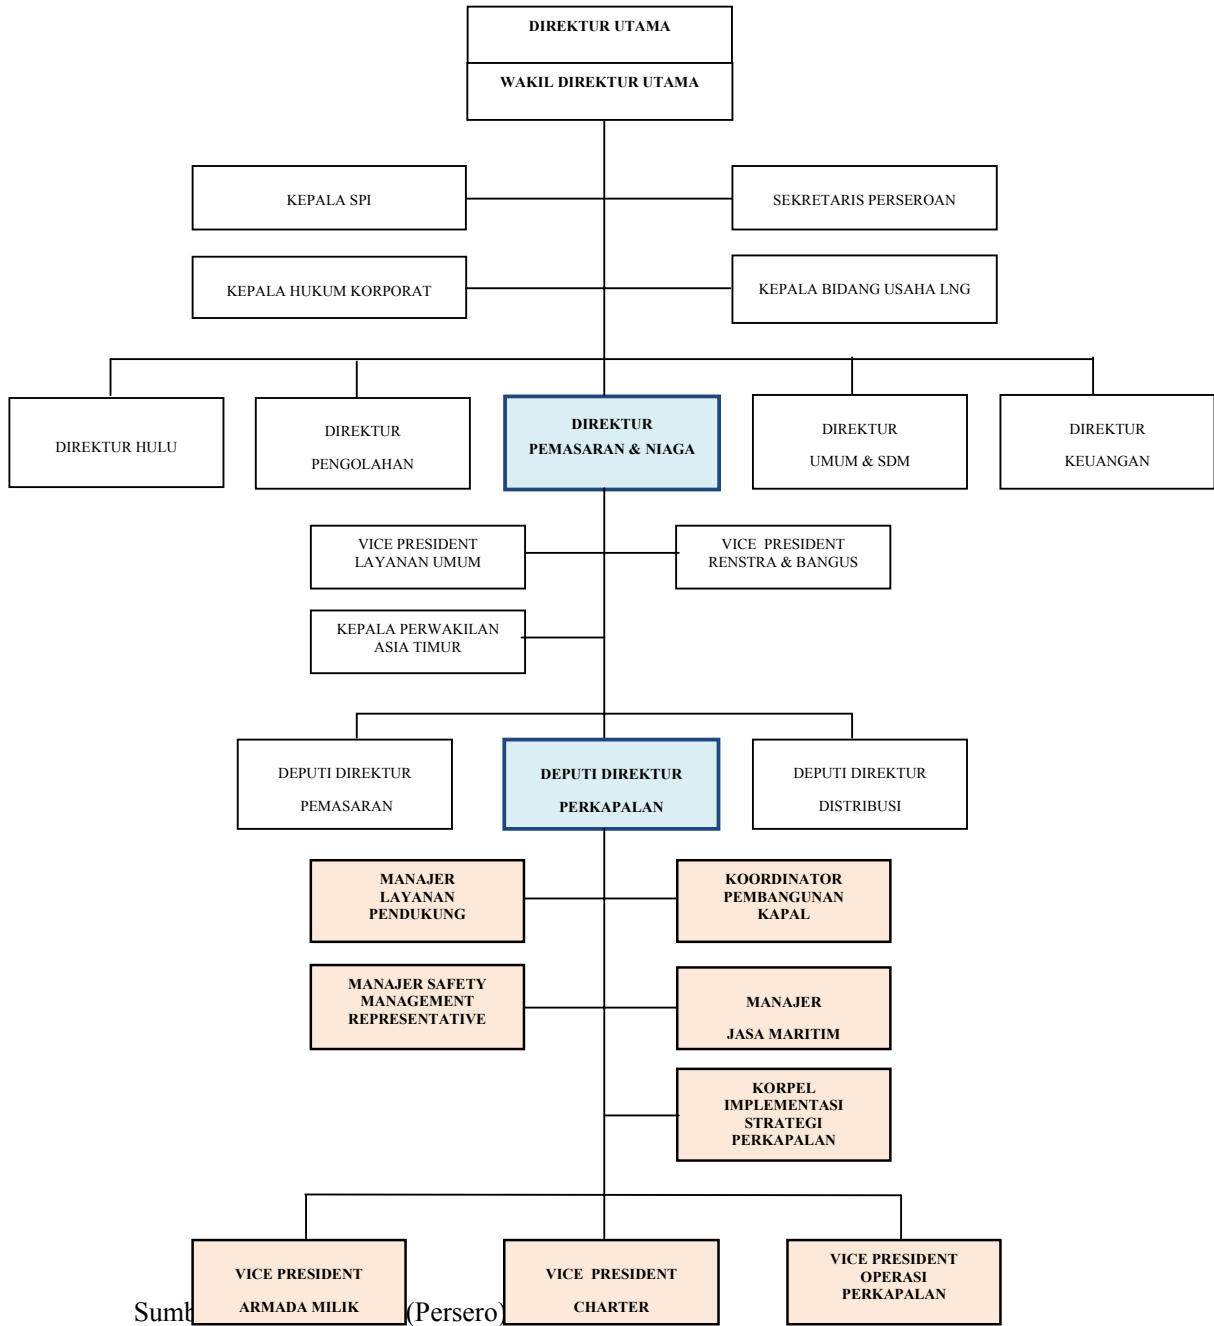 DIREKTUR UTAMA
WAKIL DIREKTUR UTAMA
KEPALA SPI
SEKRETARIS PERSEROAN
KEPALA HUKUM KORPORAT
KEPALA BIDANG USAHA LNG
DIREKTUR HULU
DIREKTUR
PENGOLAHAN
DIREKTUR
PEMASARAN & NIAGA
DIREKTUR
UMUM & SDM
DIREKTUR
KEUANGAN
VICE PRESIDENT
LAYANAN UMUM
VICE PRESIDENT
RENSTRA & BANGUS
KEPALA PERWAKILAN
ASIA TIMUR
DEPUTI DIREKTUR
PEMASARAN
DEPUTI DIREKTUR
PERKAPALAN
DEPUTI DIREKTUR
DISTRIBUSI
MANAJER
LAYANAN
PENDUKUNG
KOORDINATOR
PEMBANGUNAN
KAPAL
MANAJER SAFETY
MANAGEMENT
REPRESENTATIVE
MANAJER
JASA MARITIM
KORPEL
IMPLEMENTASI
STRATEGI
PERKAPALAN
VICE PRESIDENT
ARMADA MILIK
VICE PRESIDENT
CHARTER
VICE PRESIDENT
OPERASI
PERKAPALAN
(Persero)